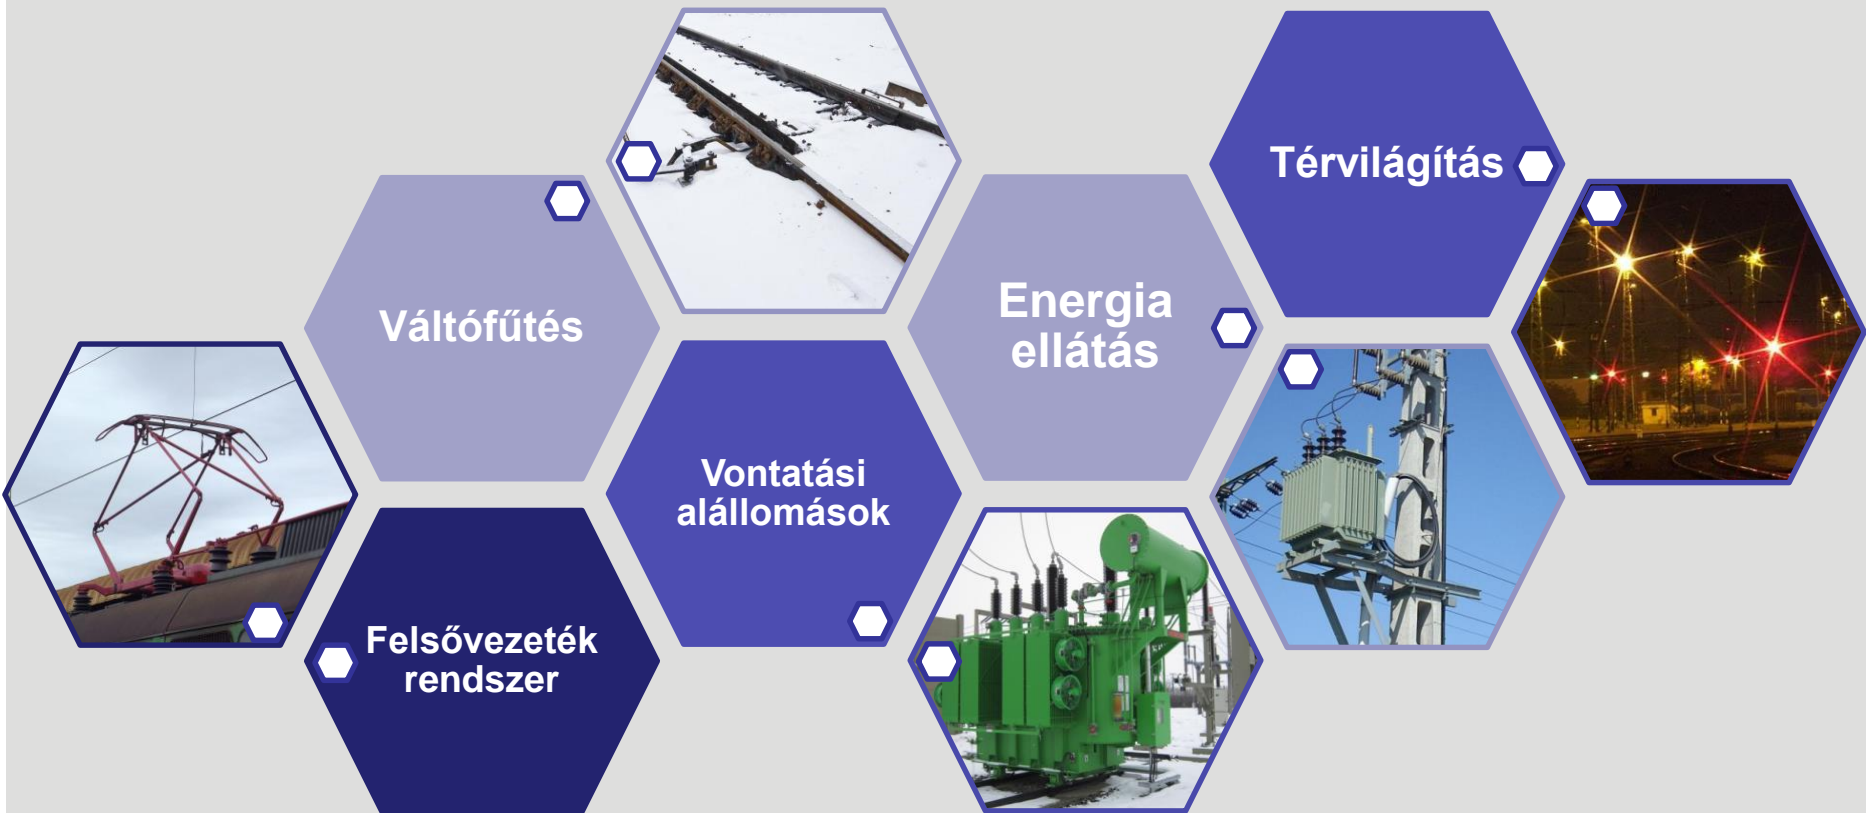 Váltófűtés
Felsővezeték
rendszer
Vontatási
alállomások
Energia
ellátás
Térvilágítás